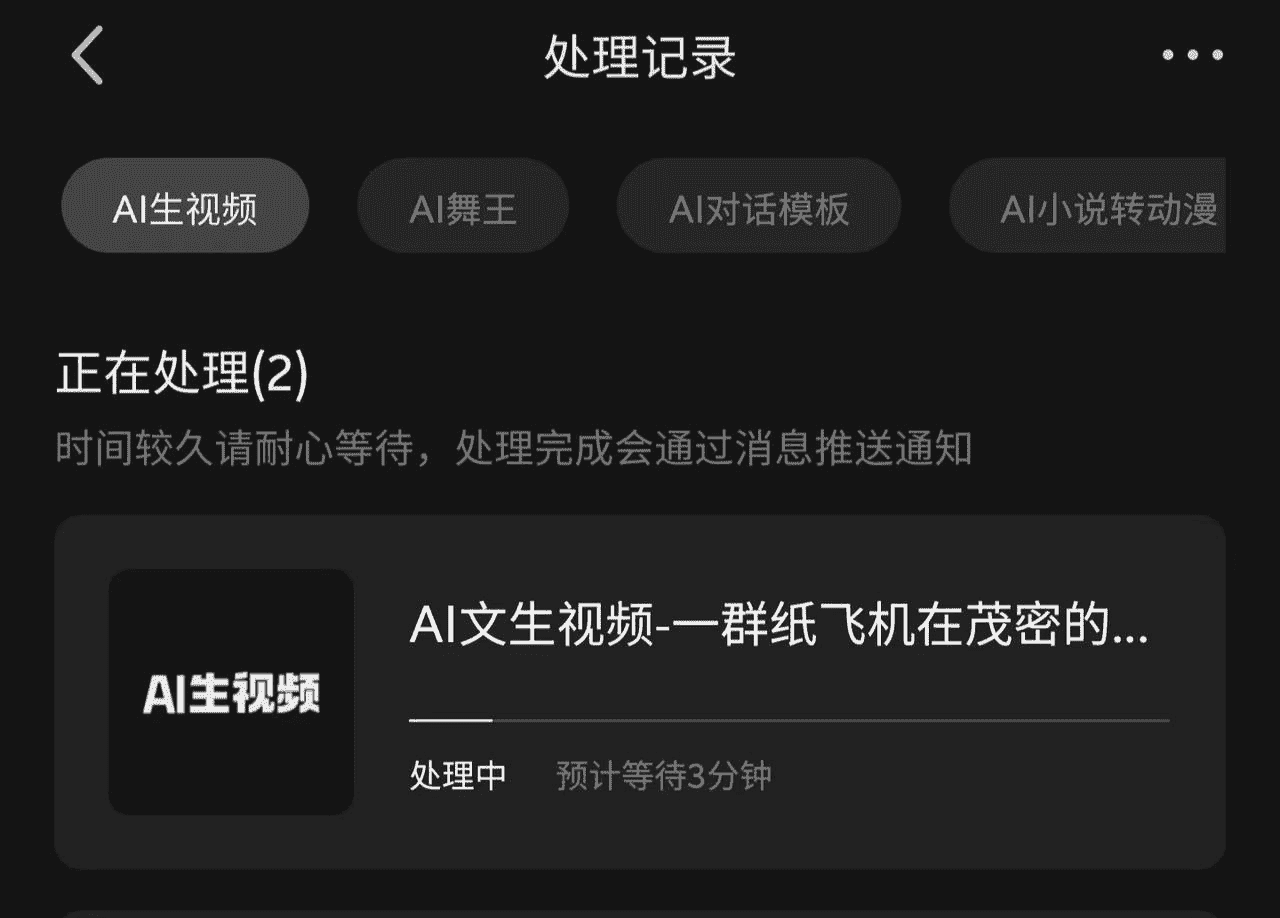 处理记录
AI生视频
AI舞王
AI对话模板
AI小说转动漫
正在处理(2)
时间较久请耐心等待，处理完成会通过消息推送通知
AI生视频
AI文生视频-一群纸飞机在茂密的...
处理中
预计等待3分钟